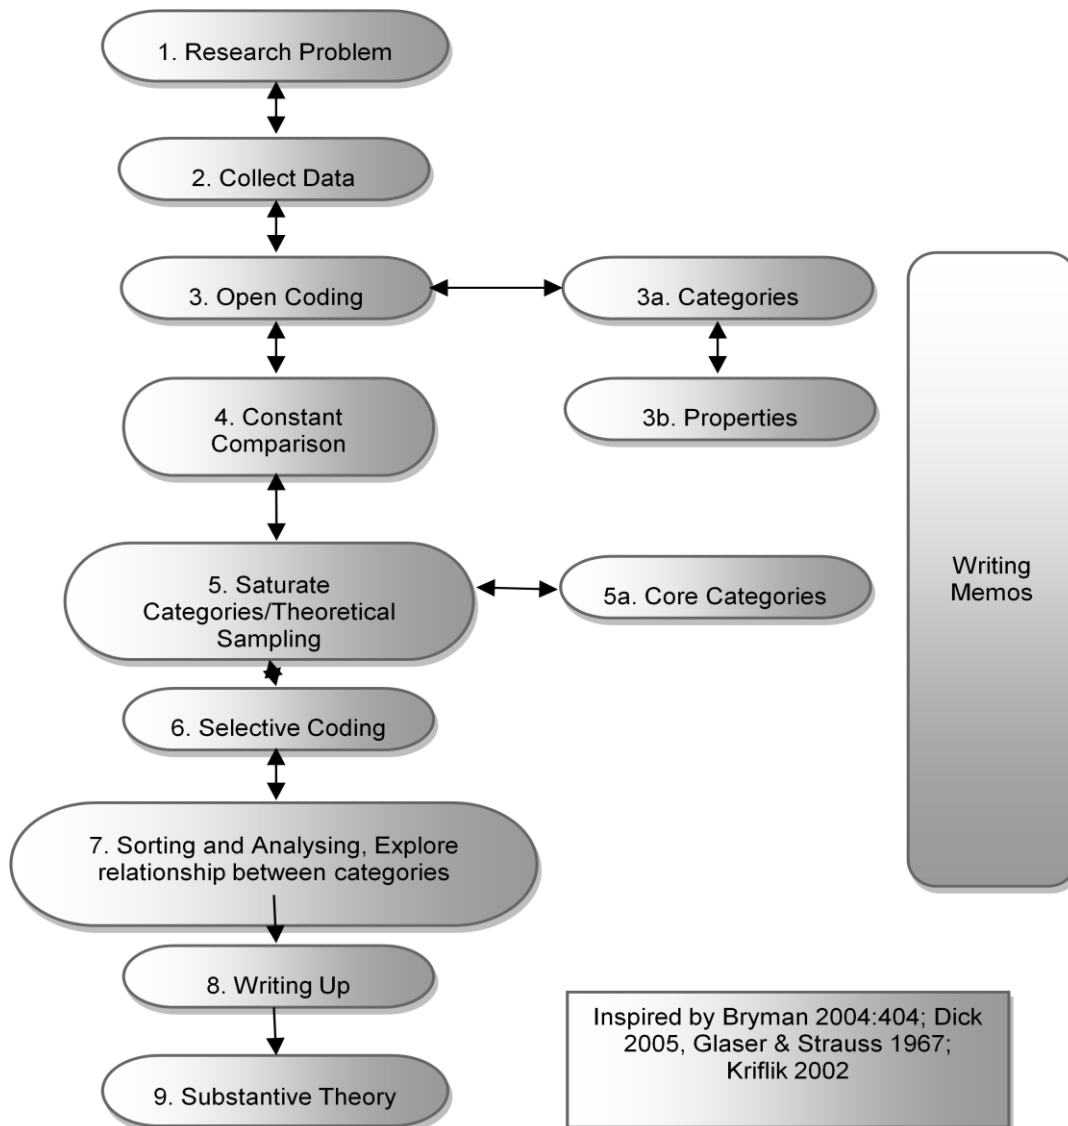 1. Research Problem
2. Collect Data
3. Open Coding
3a. Categories
3b. Properties
4. Constant
Comparison
5. Saturate
Categories/Theoretical
Sampling
5a. Core Categories
6. Selective Coding
7. Sorting and Analysing, Explore
relationship between categories
8. Writing Up
9. Substantive Theory
Writing
Memos
Inspired by Bryman 2004:404; Dick
2005, Glaser & Strauss 1967;
Kriflik 2002